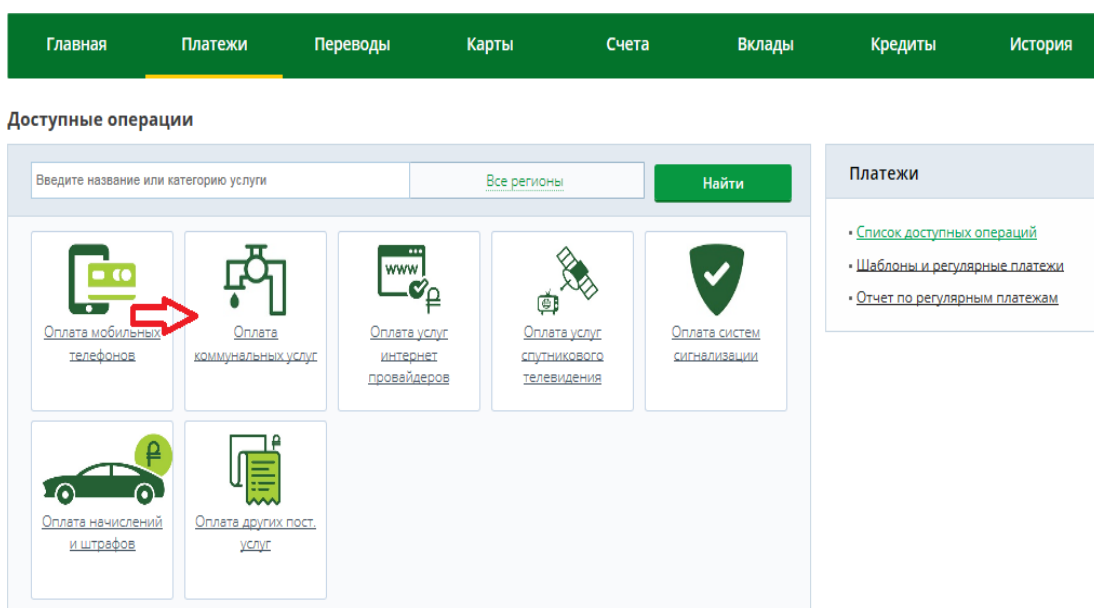 Главная Платежи Переводы Карты Счета Вклады Кредиты История
Доступные операции
Введите название или категорию услуги Все регионы Найти
Оплата мобильных
телефонов
Оплата
коммунальных услуг
www
Оплата услуг
интернет
провайдеров
Оплата услуг
спутникового
телевидения
Оплата систем
сигнализации
Оплата начислений
и штрафов
Оплата других пост.
услуг
Платежи
Список доступных операций
Шаблоны и регулярные платежи
Отчет по регулярным платежам